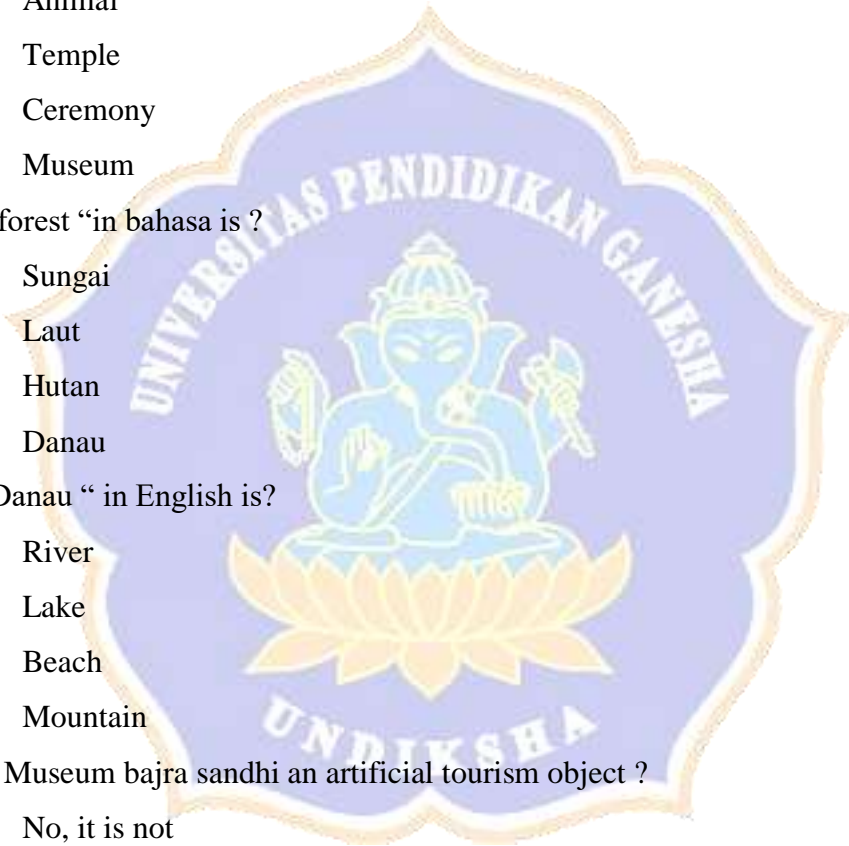 Animal
Temple
Ceremony
Museum
forest “in bahasa is ?
Sungai
Laut
Hutan
Danau
Danau “ in English is?
River
Lake
Beach
Mountain
Museum bajra sandhi an artificial tourism object ?
No, it is not
UNIVERSITAS PENDIDIKAN GANESHA
UNDIKSHA